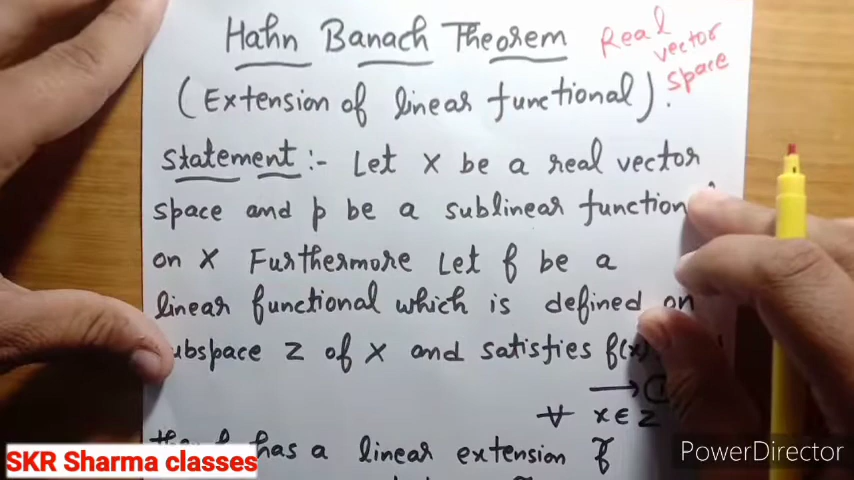 Hahn Banach Theorem
Real vector space
(Extension of linear functional).
Statement :- Let X be a real vector
space and p be a sublinear function
on X Furthermore Let f be a
linear functional which is defined on
ubspace Z of X and satisfies f(x)
⟶ ①
∀ x ∈ Z
has a linear extension f̃
SKR Sharma classes
PowerDirector